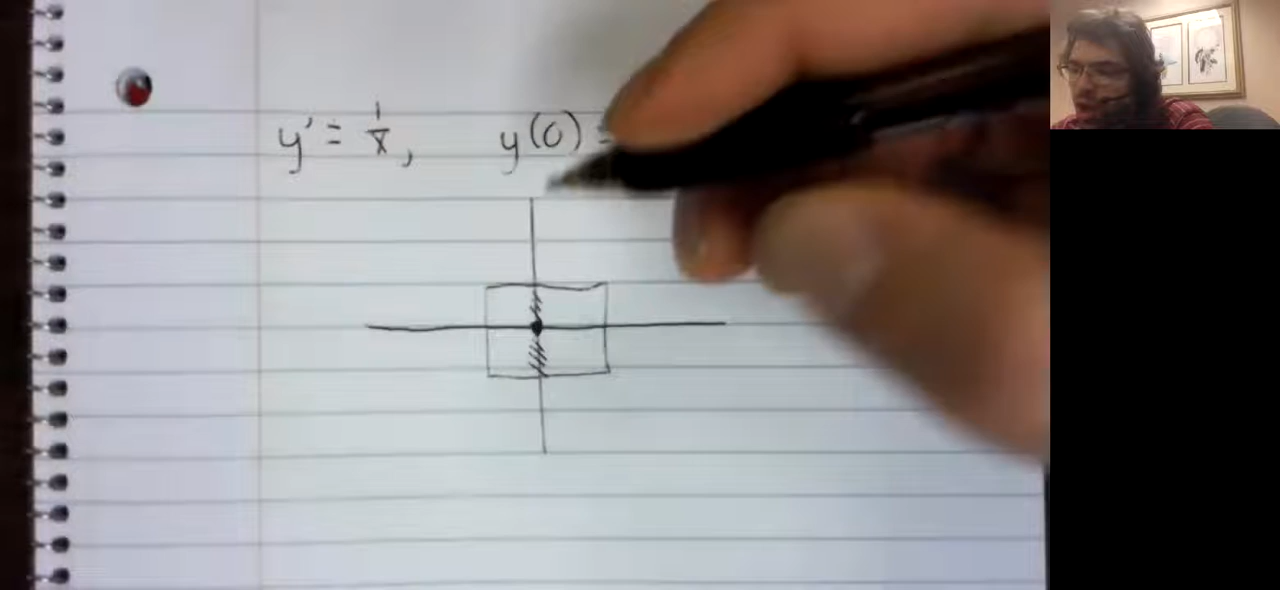 y' = 1/x, y(0) =